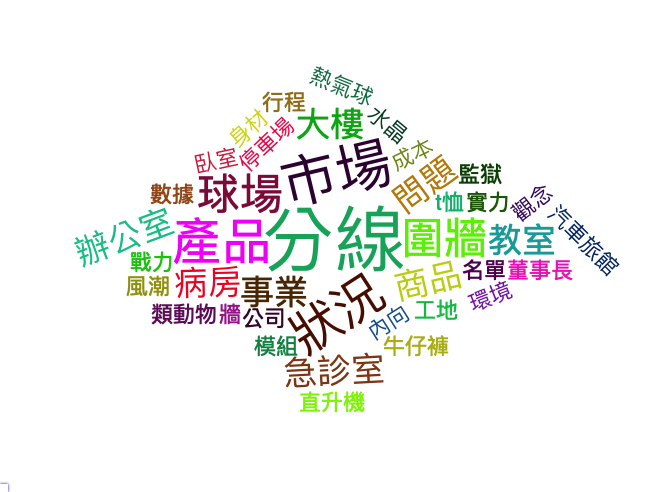 熱氣球
行程
身材
大樓
水晶
停車場
臥室
市場
成本
問題
監獄
數據
球場
t恤
實力
觀念
汽車旅館
辦公室
產品
分線
圍牆
教室
戰力
風潮
病房
事業
狀況
商品
名單
董事長
環境
類動物
牆
公司
內向
工地
模組
牛仔褲
急診室
直升機